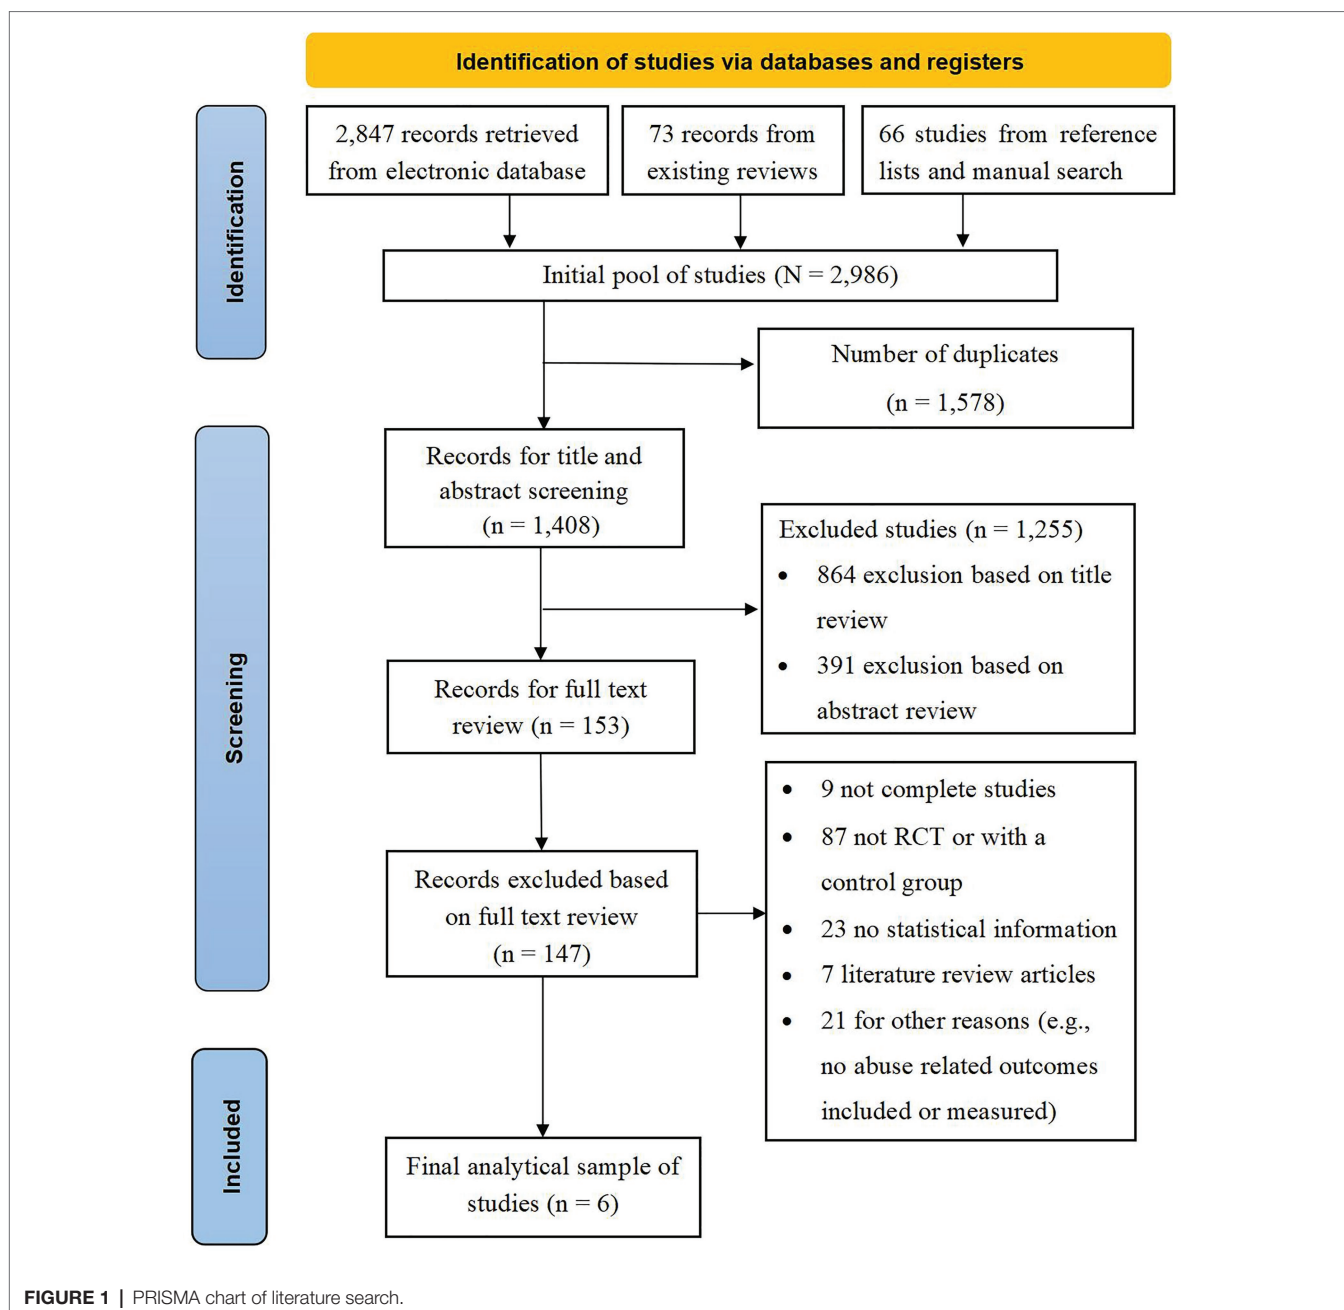 Identification of studies via databases and registers
Identification
2,847 records retrieved
from electronic database
73 records from
existing reviews
66 studies from reference
lists and manual search
Initial pool of studies (N = 2,986)
Number of duplicates
(n = 1,578)
Screening
Records for title and
abstract screening
(n = 1,408)
Excluded studies (n = 1,255)
• 864 exclusion based on title
review
• 391 exclusion based on
abstract review
Records for full text
review (n = 153)
Records excluded based
on full text review
(n = 147)
• 9 not complete studies
• 87 not RCT or with a
control group
• 23 no statistical information
• 7 literature review articles
• 21 for other reasons (e.g.,
no abuse related outcomes
included or measured)
Included
Final analytical sample of
studies (n = 6)
FIGURE 1 | PRISMA chart of literature search.